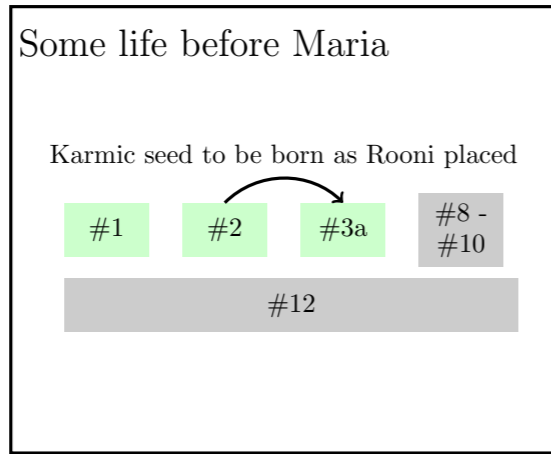 Some life before Maria
Karmic seed to be born as Rooni placed
#1
#2
#3a
#8 -
#10
#12